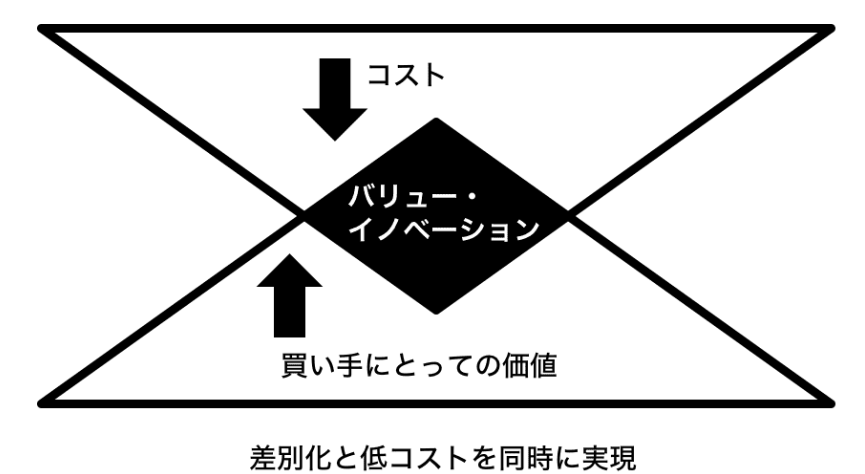 コスト
バリュー・
イノベーション
買い手にとっての価値
差別化と低コストを同時に実現